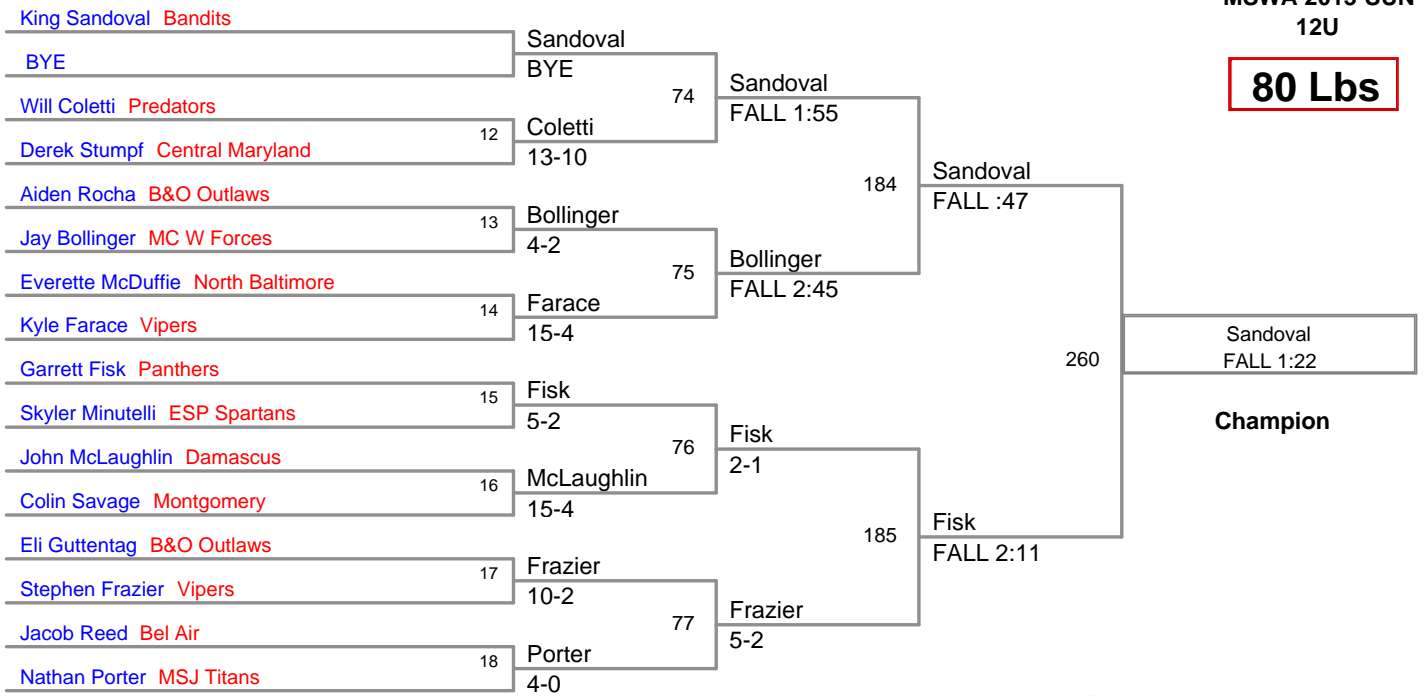 MSWA 2015 GUN
12U
80 Lbs
King Sandoval Bandits
BYE
Will Coletti Predators
Derek Stumpf Central Maryland
Aiden Rocha B&O Outlaws
Jay Bollinger MC W Forces
Everette McDuffie North Baltimore
Kyle Farace Vipers
Garrett Fisk Panthers
Skyler Minutelli ESP Spartans
John McLaughlin Damascus
Colin Savage Montgomery
Eli Guttentag B&O Outlaws
Stephen Frazier Vipers
Jacob Reed Bel Air
Nathan Porter MSJ Titans
12
13
14
15
16
17
18
Sandoval
BYE
Coletti
13-10
Bollinger
4-2
Farace
15-4
Fisk
5-2
McLaughlin
15-4
Frazier
10-2
Porter
4-0
74
75
76
77
Sandoval
FALL 1:55
Bollinger
FALL 2:45
Fisk
2-1
Frazier
5-2
184
185
Sandoval
FALL :47
Fisk
FALL 2:11
260
Sandoval
FALL 1:22
Champion